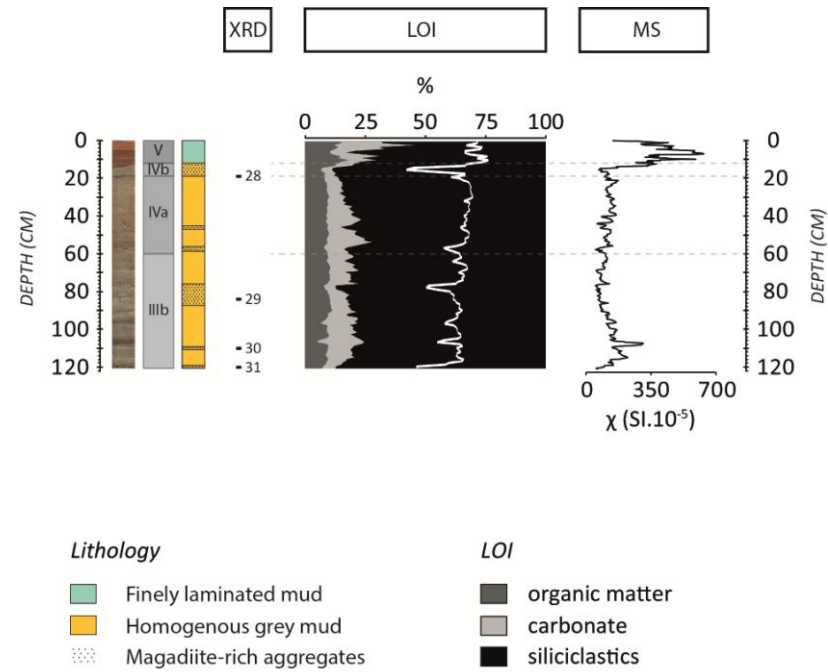 XRD LOI MS
%
0 25 50 75 100
0 V 0
IVb
20 28 20
IVa
40 40
60 60
IIIb
80 80
29
100 100
30
120 31 120
DEPTH (CM) DEPTH (CM)
0 350 700
χ (SI.10⁻⁵)
Lithology LOI
Finely laminated mud organic matter
Homogenous grey mud carbonate
Magadiite-rich aggregates siliciclastics